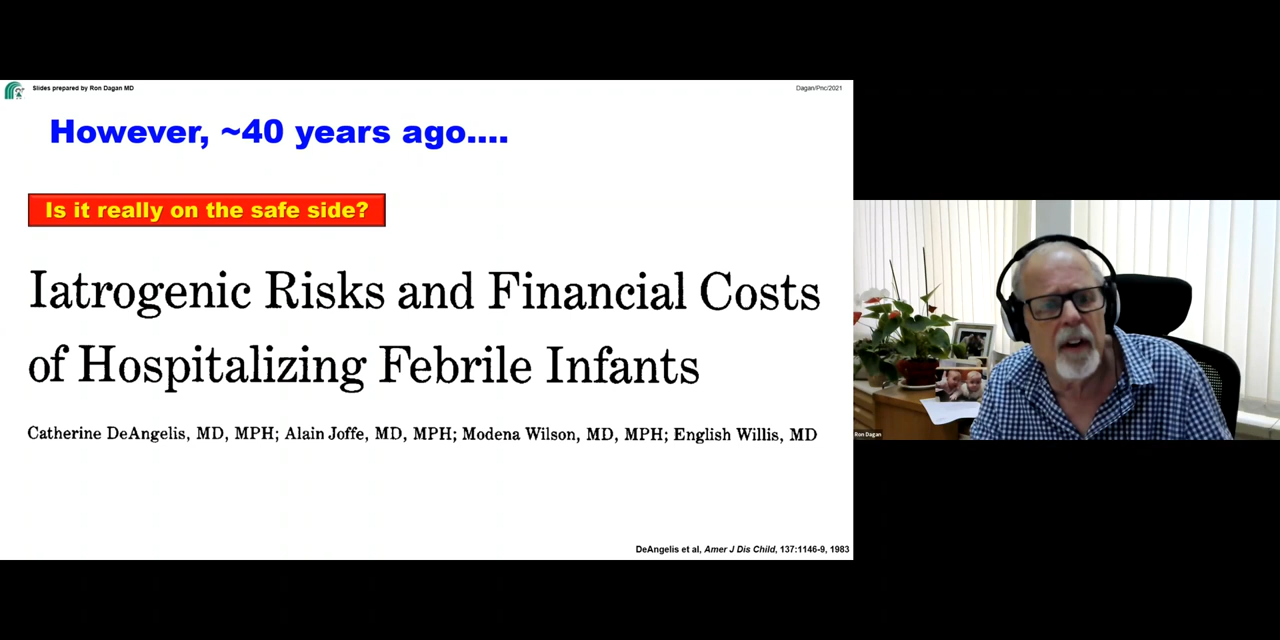 Slides prepared by Ron Dagan MD
Dagan/Pnc/2021
However, ~40 years ago....
Is it really on the safe side?
Iatrogenic Risks and Financial Costs
of Hospitalizing Febrile Infants
Catherine DeAngelis, MD, MPH; Alain Joffe, MD, MPH; Modena Wilson, MD, MPH; English Willis, MD
DeAngelis et al, Amer J Dis Child, 137:1146-9, 1983
Ron Dagan